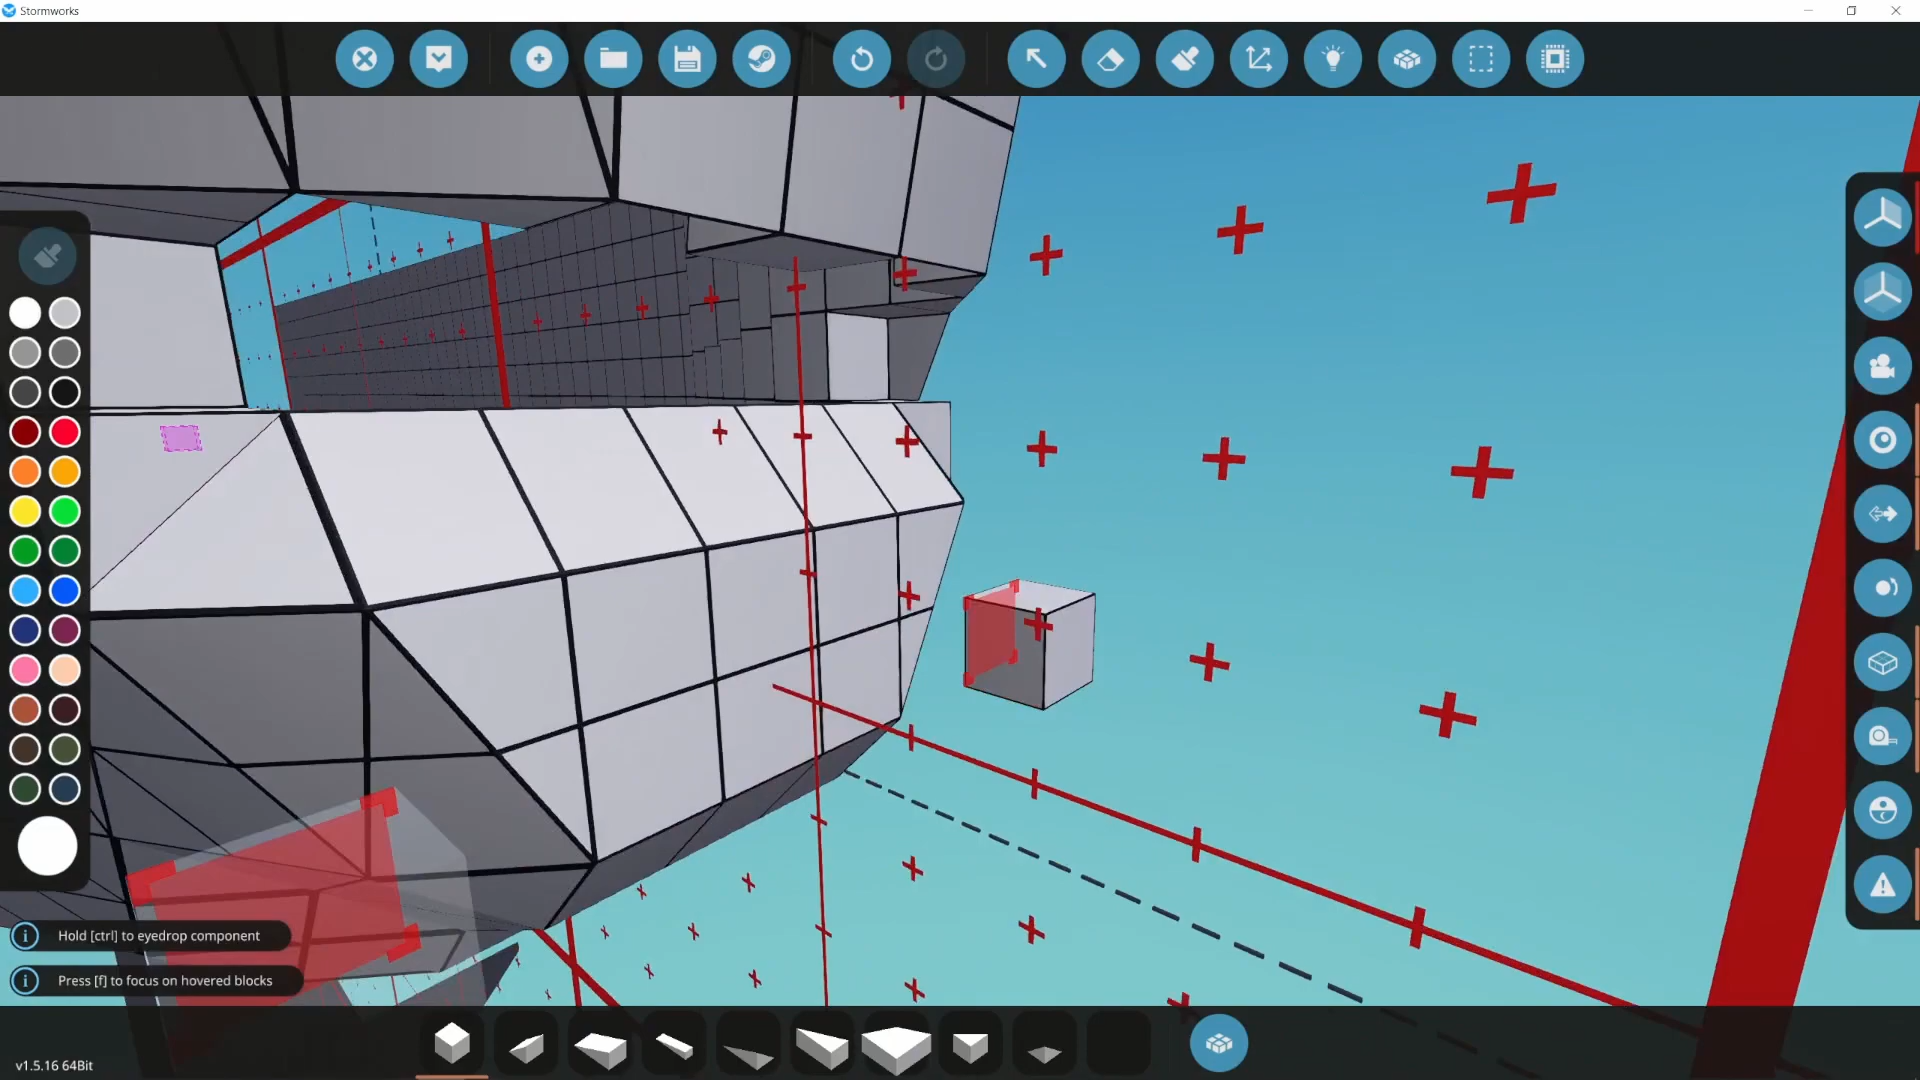 Stormworks
Hold [ctrl] to eyedrop component
Press [f] to focus on hovered blocks
v1.5.16 64Bit